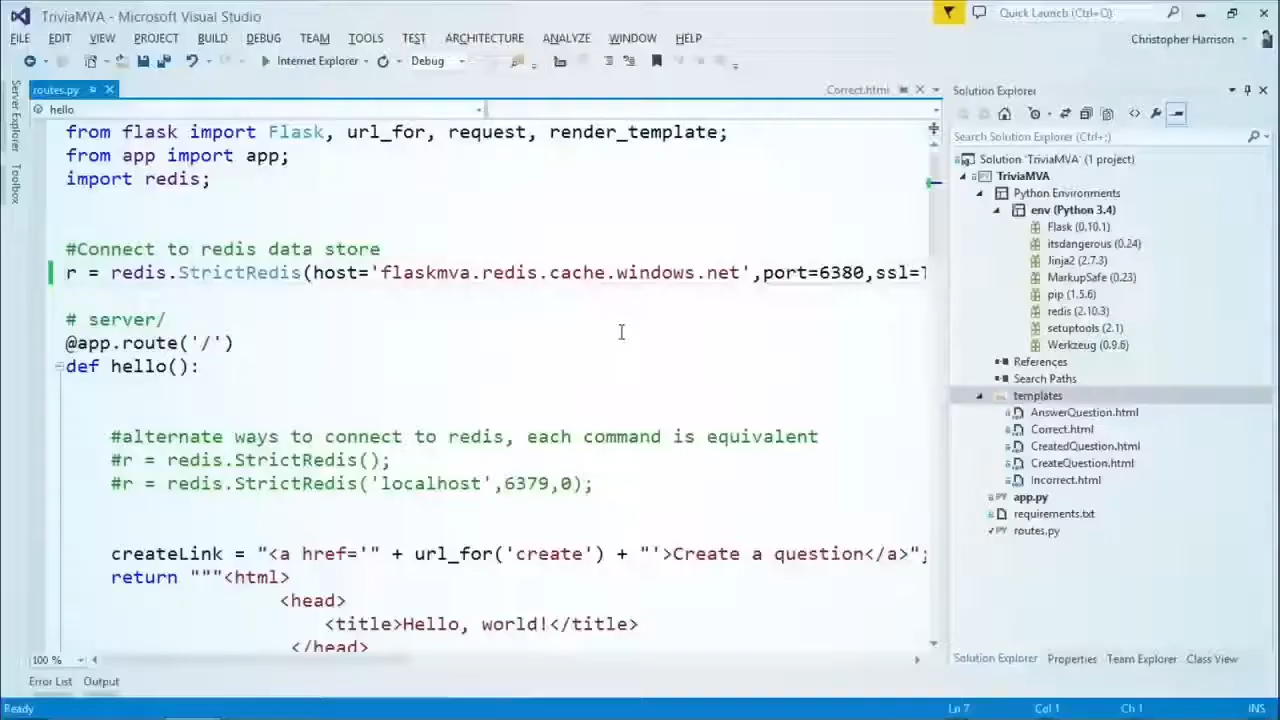 TriviaMVA - Microsoft Visual Studio
Quick Launch (Ctrl+Q)
FILE EDIT VIEW PROJECT BUILD DEBUG TEAM TOOLS TEST ARCHITECTURE ANALYZE WINDOW HELP
Christopher Harrison
Internet Explorer Debug
Server Explorer
Toolbox
routes.py
Correct.html
hello
from flask import Flask, url_for, request, render_template;
from app import app;
import redis;
#Connect to redis data store
r = redis.StrictRedis(host='flaskmva.redis.cache.windows.net',port=6380,ssl=
# server/
@app.route('/')
def hello():
#alternate ways to connect to redis, each command is equivalent
#r = redis.StrictRedis();
#r = redis.StrictRedis('localhost',6379,0);
createLink = "<a href='" + url_for('create') + "'>Create a question</a>";
return """<html>
<head>
<title>Hello, world!</title>
</head>
100 %
Error List Output
Solution Explorer
Search Solution Explorer (Ctrl+;)
Solution 'TriviaMVA' (1 project)
TriviaMVA
Python Environments
env (Python 3.4)
Flask (0.10.1)
itsdangerous (0.24)
Jinja2 (2.7.3)
MarkupSafe (0.23)
pip (1.5.6)
redis (2.10.3)
setuptools (2.1)
Werkzeug (0.9.6)
References
Search Paths
templates
AnswerQuestion.html
Correct.html
CreatedQuestion.html
CreateQuestion.html
Incorrect.html
app.py
requirements.txt
routes.py
Solution Explorer Properties Team Explorer Class View
Ready
Ln 7 Col 1 Ch 1 INS